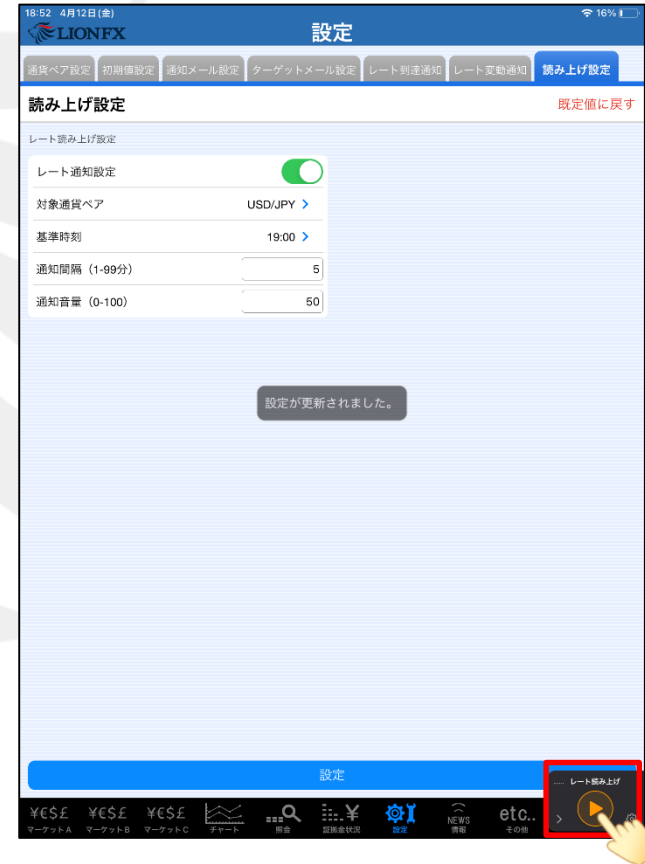 18:52 4月12日(金)
16%
LIONFX
設定
通貨ペア設定
初期値設定
通知メール設定
ターゲットメール設定
レート到達通知
レート変動通知
読み上げ設定
読み上げ設定
既定値に戻す
レート読み上げ設定
レート通知設定
対象通貨ペア
USD/JPY >
基準時刻
19:00 >
通知間隔（1-99分）
5
通知音量（0-100）
50
設定が更新されました。
設定
..... レート読み上げ
>
¥€$£
マーケットA
¥€$£
マーケットB
¥€$£
マーケットC
チャート
照会
¥
証拠金状況
設定
NEWS
情報
etc..
その他